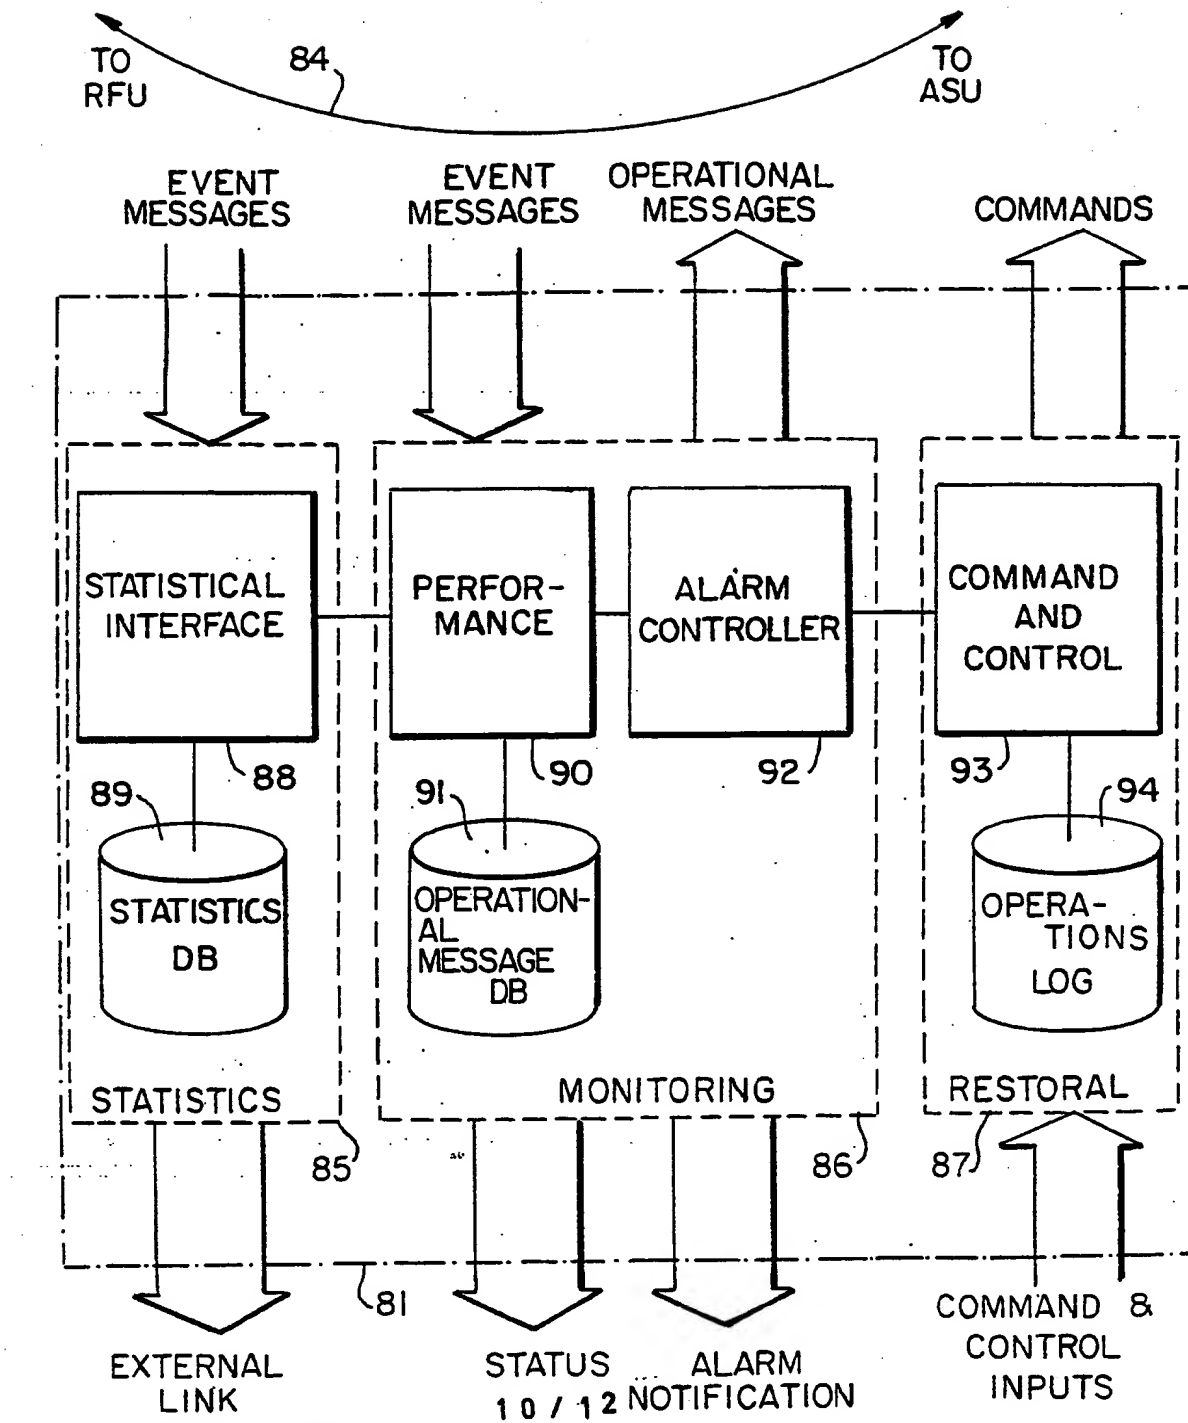 TO
RFU
84
TO
ASU
EVENT
MESSAGES
EVENT
MESSAGES
OPERATIONAL
MESSAGES
COMMANDS
STATISTICAL
INTERFACE
PERFOR-
MANCE
ALARM
CONTROLLER
COMMAND
AND
CONTROL
88
90
92
93
89
91
94
STATISTICS
DB
OPERATION-
AL
MESSAGE
DB
OPERA-
TIONS
LOG
STATISTICS
MONITORING
RESTORAL
85
86
87
81
EXTERNAL
LINK
STATUS
ALARM
NOTIFICATION
COMMAND &
CONTROL
INPUTS
10/12